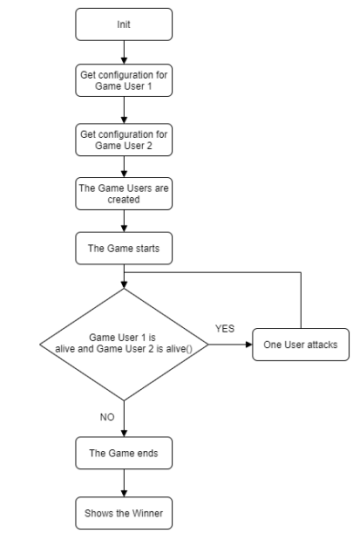 Init
Get configuration for
Game User 1
Get configuration for
Game User 2
The Game Users are
created
The Game starts
Game User 1 is
alive and Game User 2 is alive()
YES
One User attacks
NO
The Game ends
Shows the Winner